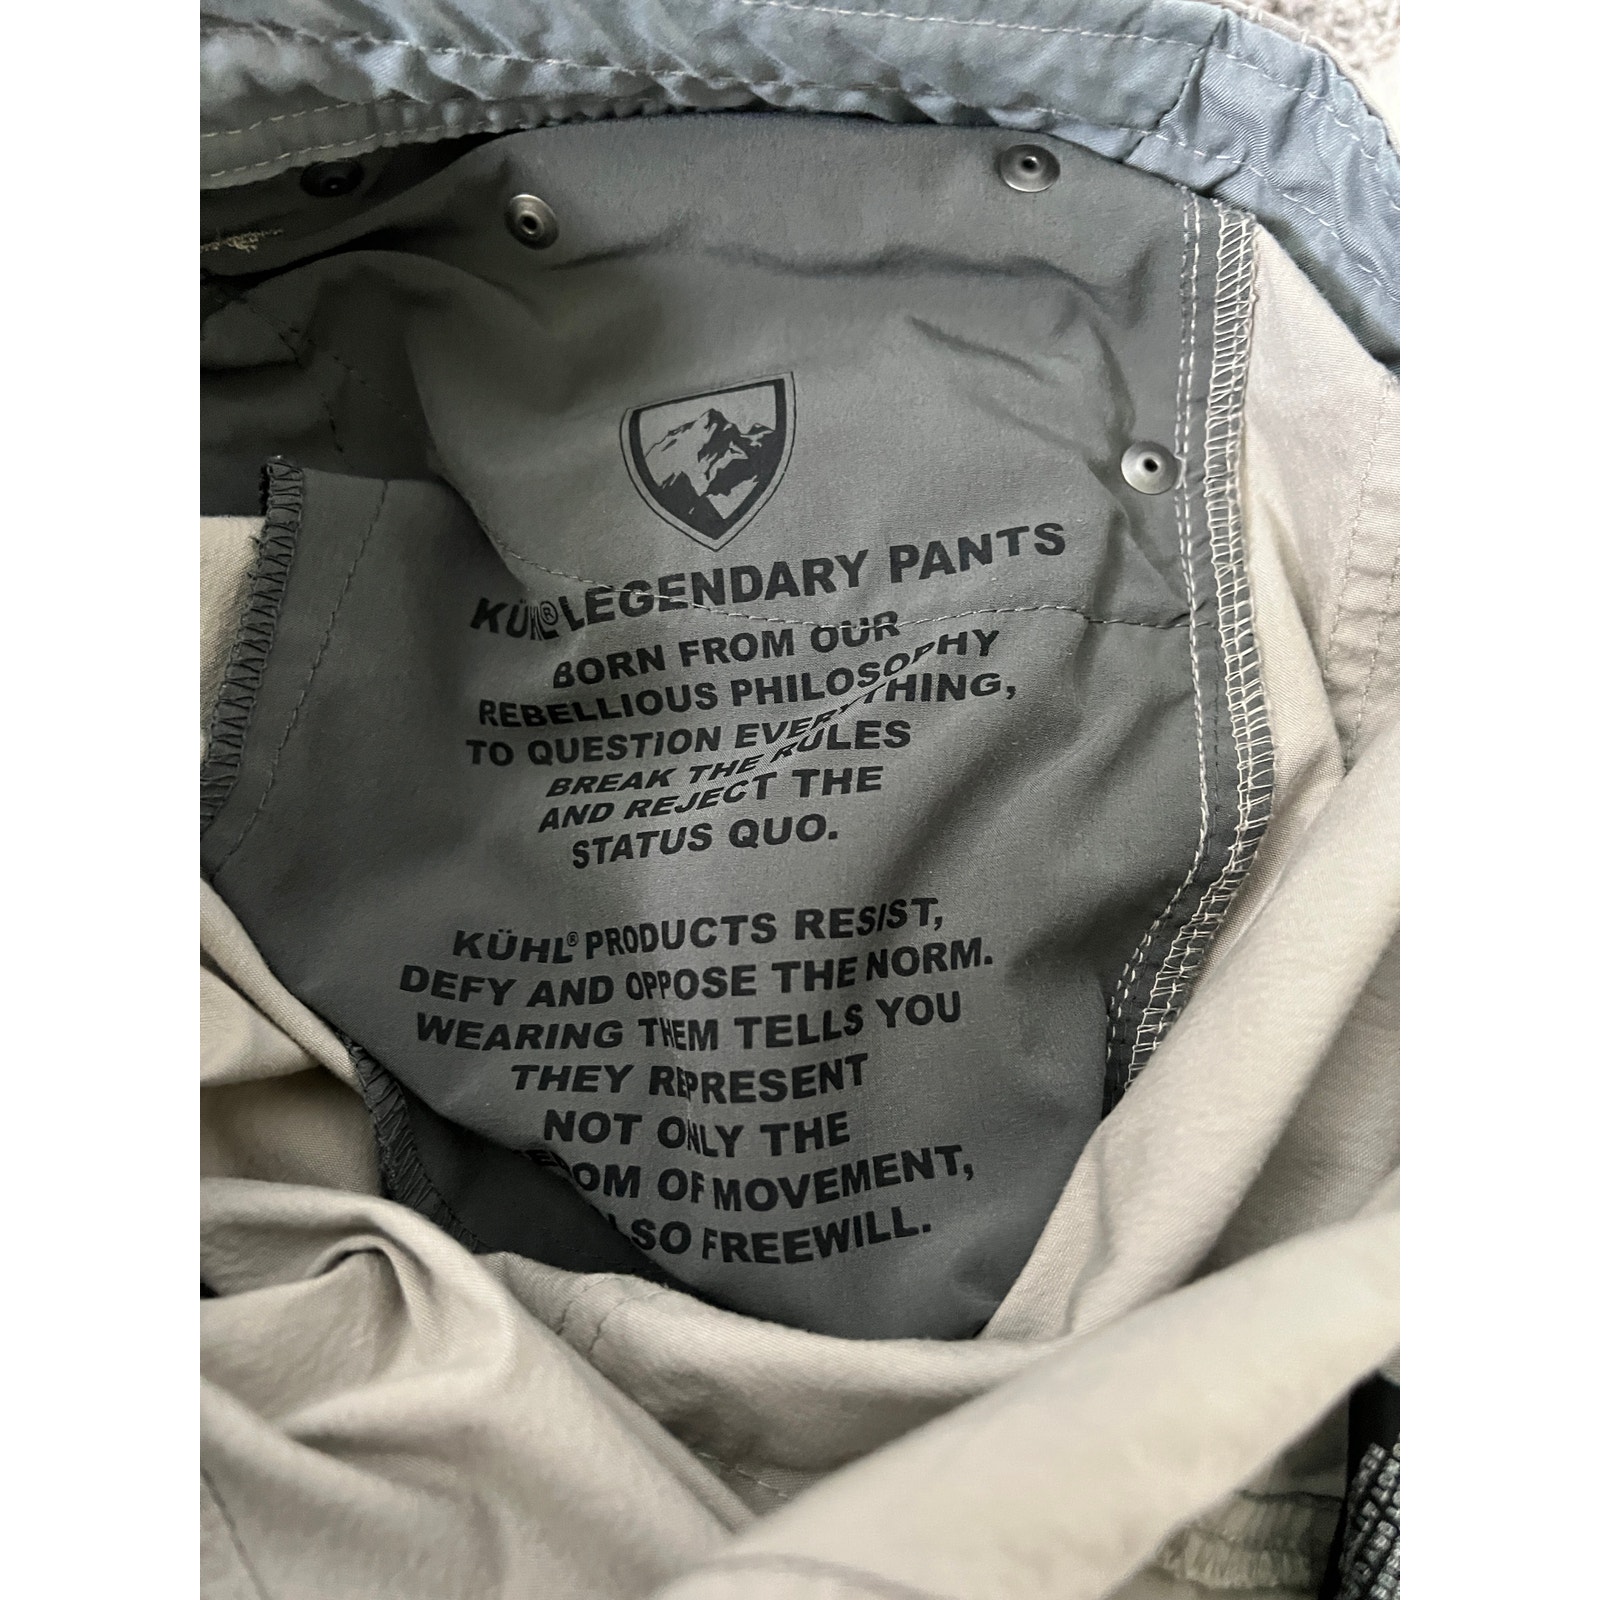 KÜHL® LEGENDARY PANTS
BORN FROM OUR
REBELLIOUS PHILOSOPHY
TO QUESTION EVERYTHING,
BREAK THE RULES
AND REJECT THE
STATUS QUO.
KÜHL® PRODUCTS RESIST,
DEFY AND OPPOSE THE NORM.
WEARING THEM TELLS YOU
THEY REPRESENT
NOT ONLY THE
OF MOVEMENT,
FREEWILL.